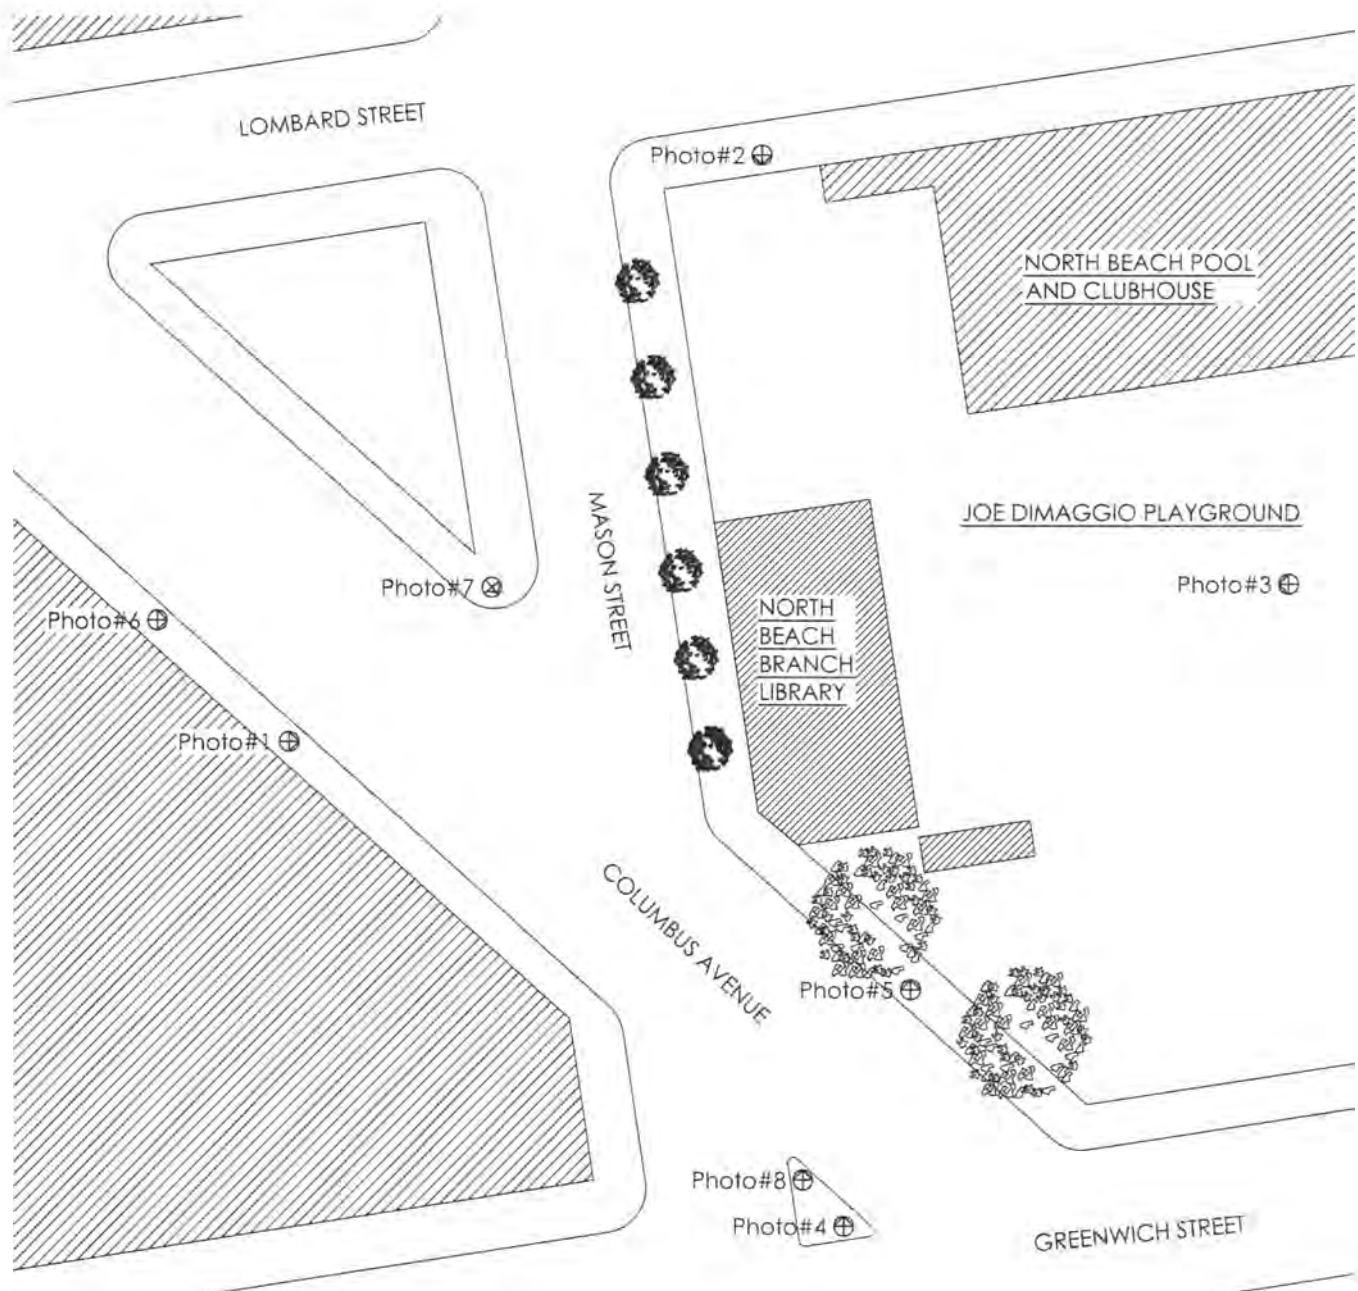 LOMBARD STREET
Photo#2
NORTH BEACH POOL
AND CLUBHOUSE
MASON STREET
JOE DIMAGGIO PLAYGROUND
Photo#7
Photo#3
Photo#6
NORTH
BEACH
BRANCH
LIBRARY
Photo#1
COLUMBUS AVENUE
Photo#5
Photo#8
Photo#4
GREENWICH STREET